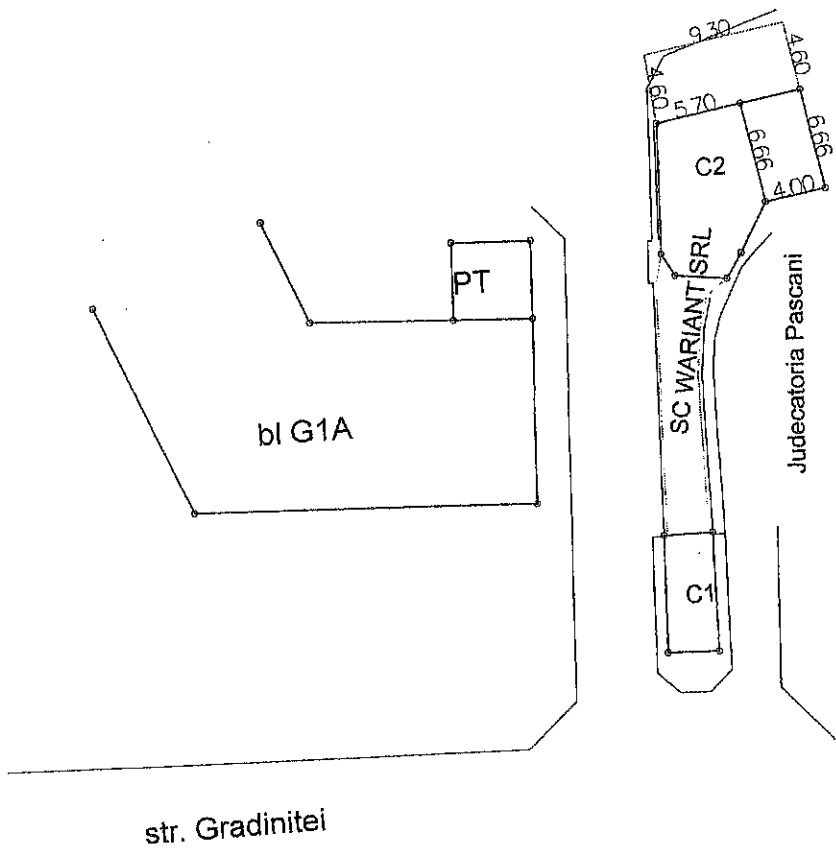 9.30
4.60
4.60
5.70
6.66
6.66
C2
4.00
PT
SC WARIANT SRL
Judecatoria Pascani
bl G1A
C1
str. Gradinitei